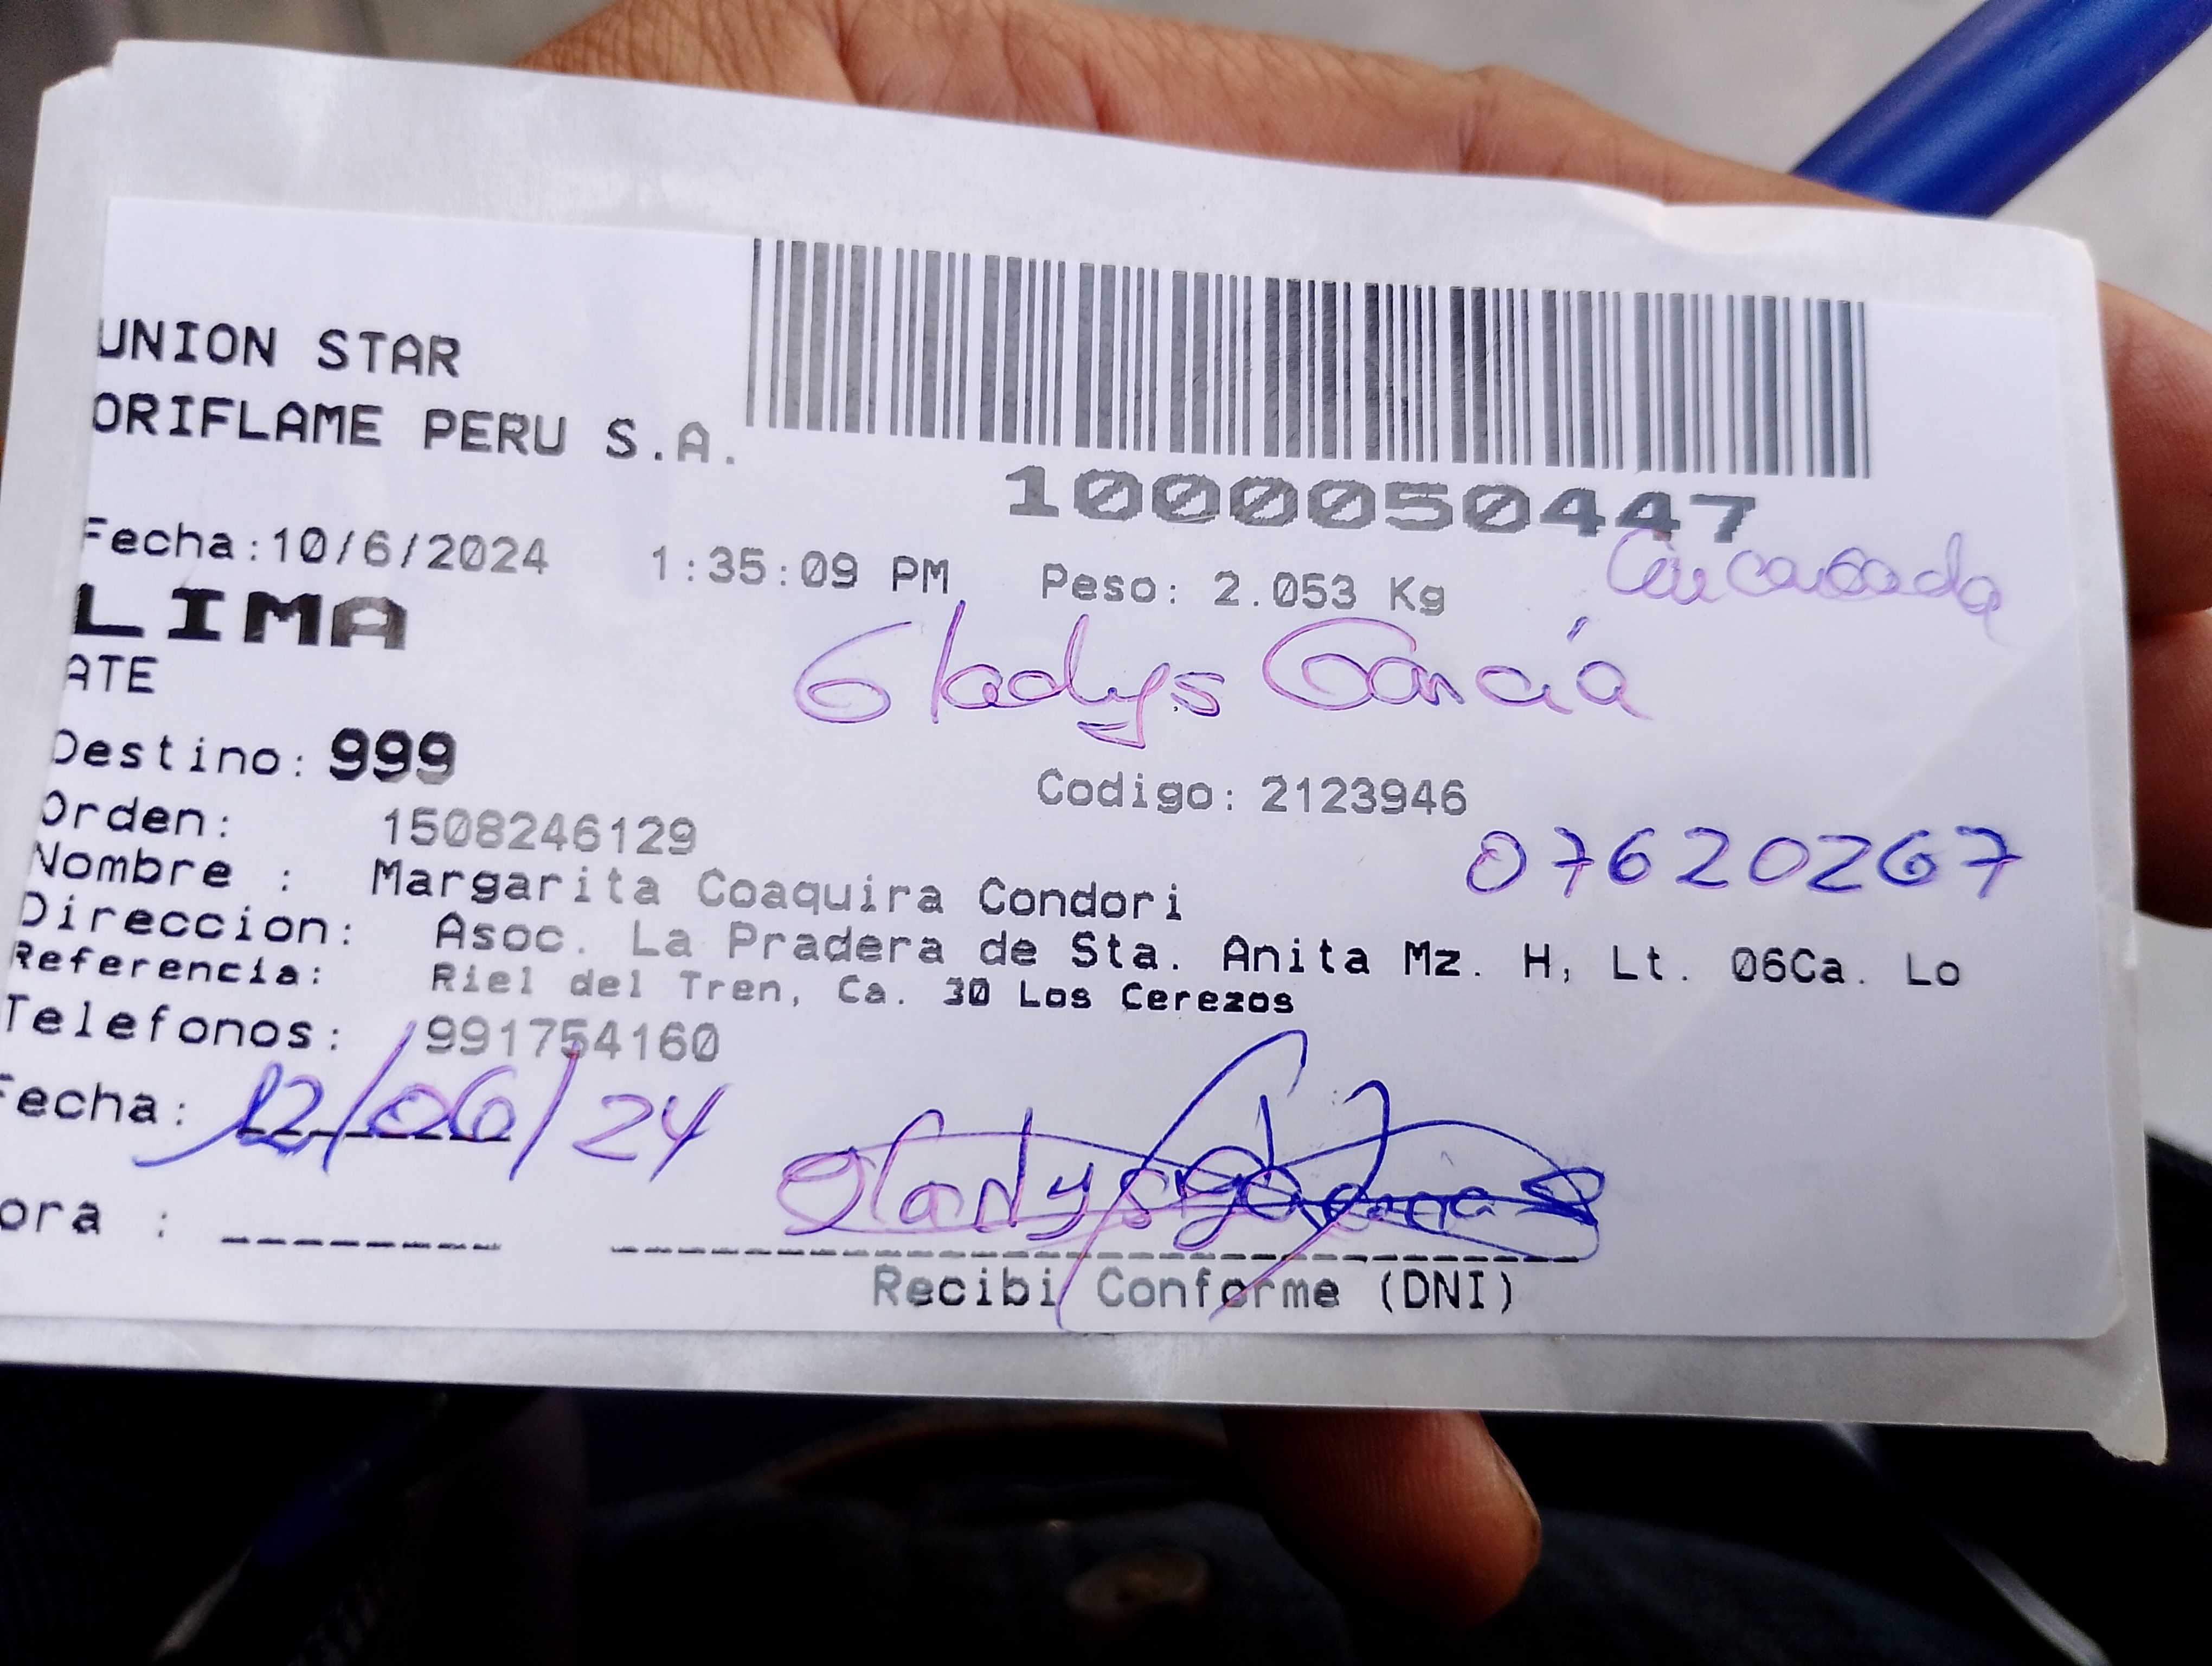 UNION STAR
ORIFLAME PERU S.A.
1000050447
Fecha:10/6/2024 1:35:09 PM Peso: 2.053 Kg
LIMA
Gladys García
ATE
Destino: 999
Codigo: 2123946
Orden: 1508246129
07620267
Nombre : Margarita Coaquira Condori
Direccion: Asoc. La Pradera de Sta. Anita Mz. H, Lt. 06Ca. Lo
Referencia: Riel del Tren, Ca. 30 Los Cerezos
Telefonos: 991754160
Fecha: 12/06/24
ora :
Recibi Conforme (DNI)